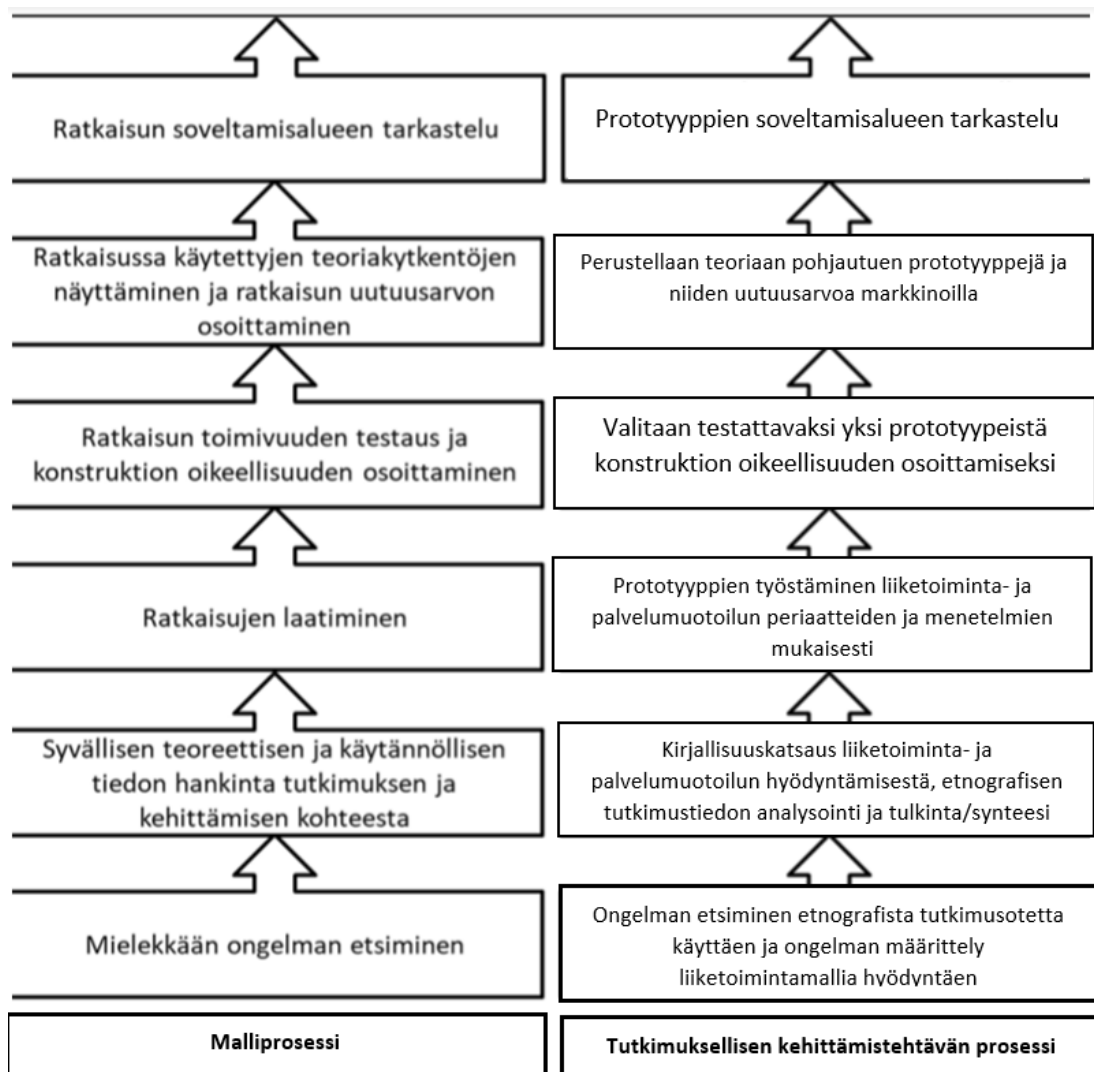 Ratkaisun soveltamisalueen tarkastelu
Prototyyppien soveltamisalueen tarkastelu
Ratkaisussa käytettyjen teoriakytkentöjen
näyttäminen ja ratkaisun uutuusarvon
osoittaminen
Perustellaan teoriaan pohjautuen prototyyppejä ja
niiden uutuusarvoa markkinoilla
Ratkaisun toimivuuden testaus ja
konstruktion oikeellisuuden osoittaminen
Valitaan testattavaksi yksi prototyypeistä
konstruktion oikeellisuuden osoittamiseksi
Ratkaisujen laatiminen
Prototyyppien työstäminen liiketoiminta- ja
palvelumuotoilun periaatteiden ja menetelmien
mukaisesti
Syvällisen teoreettisen ja käytännöllisen
tiedon hankinta tutkimuksen ja
kehittämisen kohteesta
Kirjallisuuskatsaus liiketoiminta- ja
palvelumuotoilun hyödyntämisestä, etnografisen
tutkimustiedon analysointi ja tulkinta/synteesi
Mielekkään ongelman etsiminen
Ongelman etsiminen etnografista tutkimusotetta
käyttäen ja ongelman määrittely
liiketoimintamallia hyödyntäen
Malliprosessi
Tutkimuksellisen kehittämistehtävän prosessi